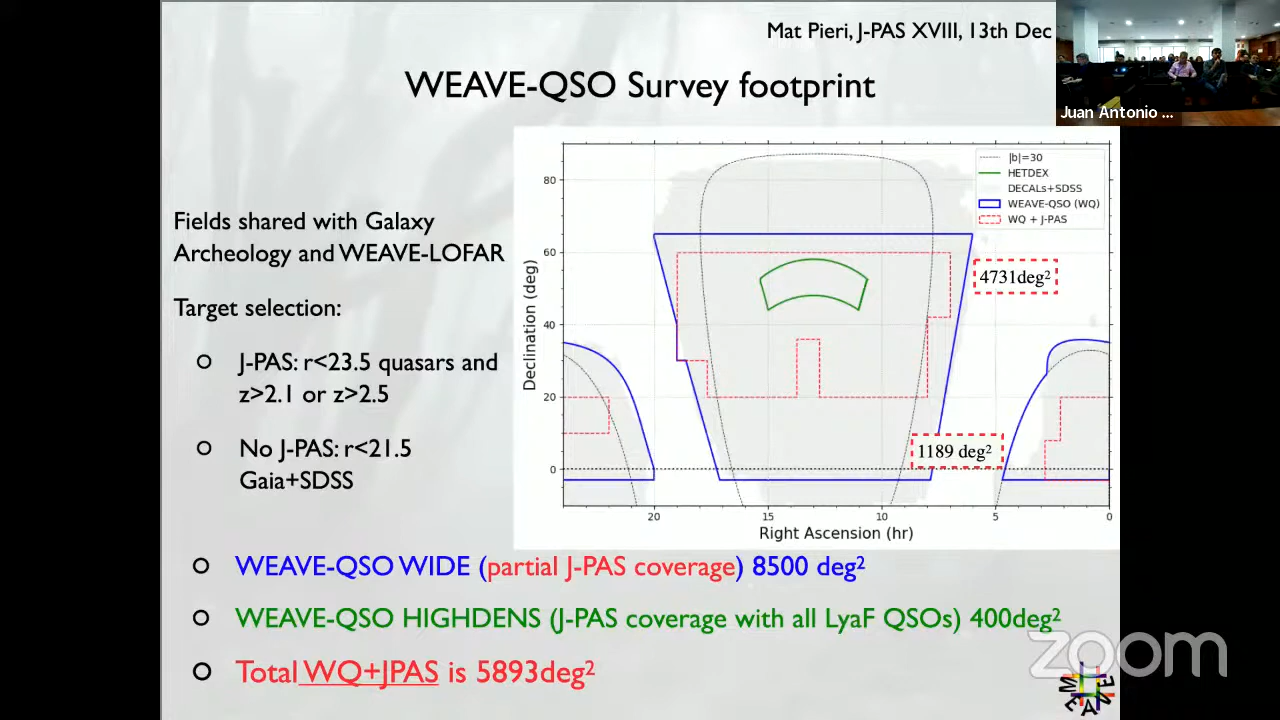 Mat Pieri, J-PAS XVIII, 13th Dec
Juan Antonio ...
WEAVE-QSO Survey footprint
Fields shared with Galaxy
Archeology and WEAVE-LOFAR
Target selection:
J-PAS: r<23.5 quasars and
z>2.1 or z>2.5
No J-PAS: r<21.5
Gaia+SDSS
|b|=30
HETDEX
DECALs+SDSS
WEAVE-QSO (WQ)
WQ + J-PAS
4731deg²
1189 deg²
Declination (deg)
80
60
40
20
0
20 15 10 5 0
Right Ascension (hr)
WEAVE-QSO WIDE (partial J-PAS coverage) 8500 deg²
WEAVE-QSO HIGHDENS (J-PAS coverage with all LyaF QSOs) 400deg²
Total WQ+JPAS is 5893deg²
zoom
WEAVE